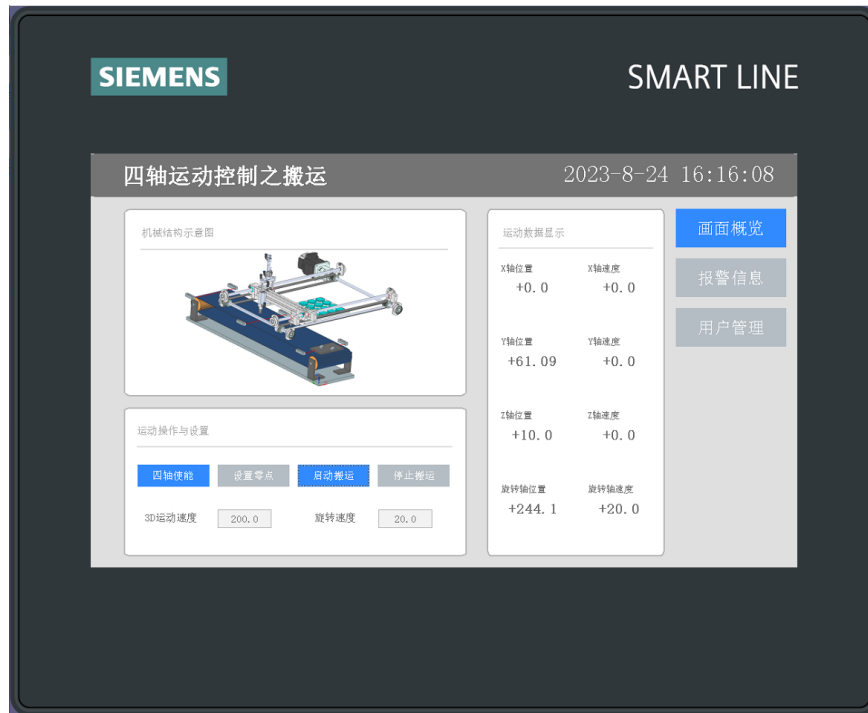 SIEMENS
SMART LINE
四轴运动控制之搬运
2023-8-24 16:16:08
机械结构示意图
运动数据显示
X轴位置 X轴速度
+0.0 +0.0
Y轴位置 Y轴速度
+61.09 +0.0
Z轴位置 Z轴速度
+10.0 +0.0
旋转轴位置 旋转轴速度
+244.1 +20.0
画面概览
报警信息
用户管理
运动操作与设置
四轴使能 设置零点 启动搬运 停止搬运
3D运动速度 200.0 旋转速度 20.0